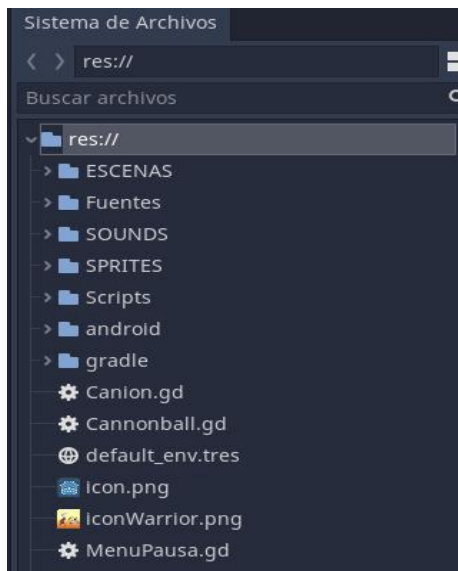 Sistema de Archivos
res://
Buscar archivos
res://
ESCENAS
Fuentes
SOUNDS
SPRITES
Scripts
android
gradle
Canion.gd
Cannonball.gd
default_env.tres
icon.png
iconWarrior.png
MenuPausa.gd